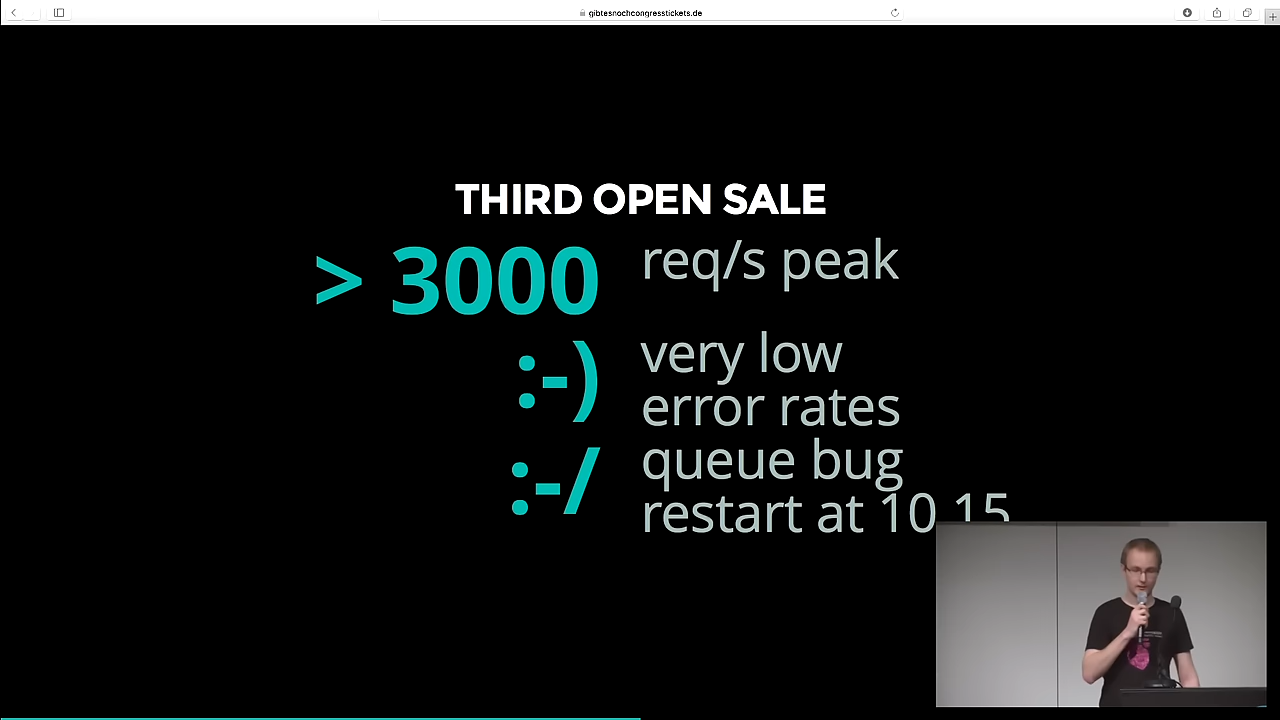 gibtesnochcongresstickets.de
THIRD OPEN SALE
> 3000 req/s peak
:-) very low
error rates
:-/ queue bug
restart at 10 15